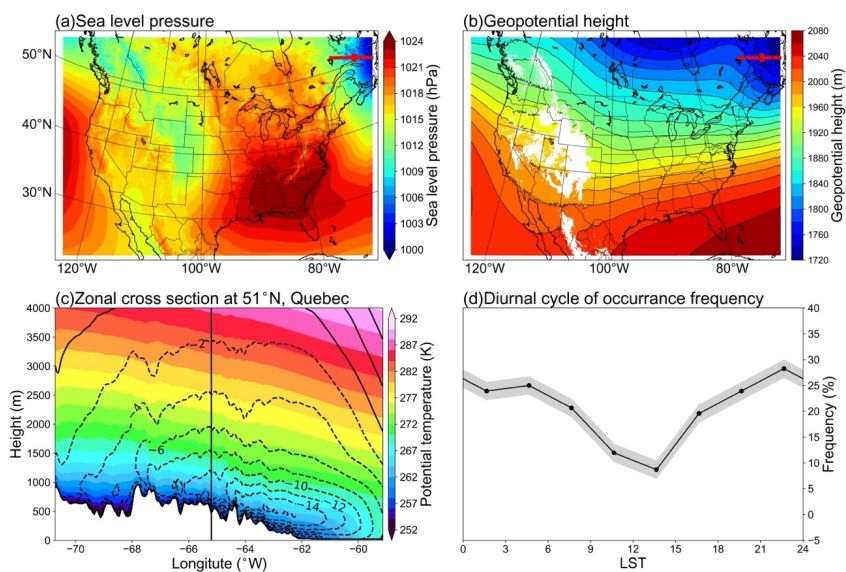 (a)Sea level pressure
50°N
40°N
30°N
120°W 100°W 80°W
1024
1021
1018
1015
1012
1009
1006
1003
1000
Sea level pressure (hPa)
(b)Geopotential height
120°W 100°W 80°W
2080
2040
2000
1960
1920
1880
1840
1800
1760
1720
Geopotential height (m)
(c)Zonal cross section at 51°N, Quebec
4000
3500
3000
2500
2000
1500
1000
500
0
Height (m)
-2
-4
-6
-10
-14
-12
−70 −68 −66 −64 −62 −60
Longitute (°W)
292
287
282
277
272
267
262
257
252
Potential temperature (K)
(d)Diurnal cycle of occurrance frequency
40
35
30
25
20
15
10
5
0
−5
Frequency (%)
0 3 6 9 12 15 18 21 24
LST